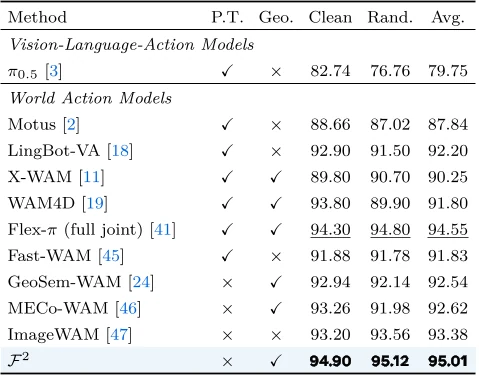 Method P.T. Geo. Clean Rand. Avg.
Vision-Language-Action Models
π0.5 [3] ✓ × 82.74 76.76 79.75
World Action Models
Motus [2] ✓ × 88.66 87.02 87.84
LingBot-VA [18] ✓ × 92.90 91.50 92.20
X-WAM [11] ✓ ✓ 89.80 90.70 90.25
WAM4D [19] ✓ ✓ 93.80 89.90 91.80
Flex-π (full joint) [41] ✓ ✓ 94.30 94.80 94.55
Fast-WAM [45] ✓ × 91.88 91.78 91.83
GeoSem-WAM [24] × ✓ 92.94 92.14 92.54
MECo-WAM [46] × ✓ 93.26 91.98 92.62
ImageWAM [47] × × 93.20 93.56 93.38
ℱ² × ✓ 94.90 95.12 95.01